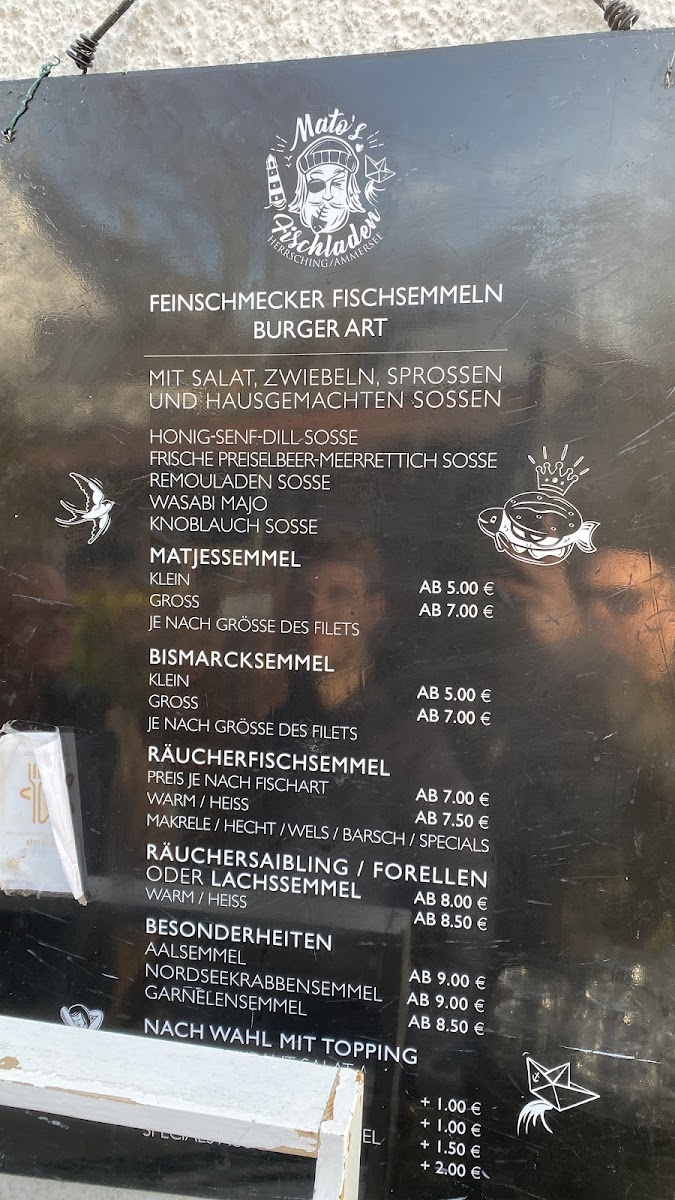 Mato's
Fischladen
HERRSCHING/AMMERSEE
FEINSCHMECKER FISCHSEMMELN
BURGER ART
MIT SALAT, ZWIEBELN, SPROSSEN
UND HAUSGEMACHTEN SOSSEN
HONIG-SENF-DILL-SOSSE
FRISCHE PREISELBEER-MEERRETTICH SOSSE
REMOULADEN SOSSE
WASABI MAJO
KNOBLAUCH SOSSE
MATJESSEMMEL
KLEIN AB 5.00 €
GROSS AB 7.00 €
JE NACH GRÖSSE DES FILETS
BISMARCKSEMMEL
KLEIN AB 5.00 €
GROSS AB 7.00 €
JE NACH GRÖSSE DES FILETS
RÄUCHERFISCHSEMMEL
PREIS JE NACH FISCHART AB 7.00 €
WARM / HEISS AB 7.50 €
MAKRELE / HECHT / WELS / BARSCH / SPECIALS
RÄUCHERSAIBLING / FORELLEN
ODER LACHSSEMMEL AB 8.00 €
WARM / HEISS AB 8.50 €
BESONDERHEITEN
AALSEMMEL AB 9.00 €
NORDSEEKRABBENSEMMEL AB 9.00 €
GARNELENSEMMEL AB 8.50 €
NACH WAHL MIT TOPPING
+ 1.00 €
+ 1.00 €
+ 1.50 €
+ 2.00 €